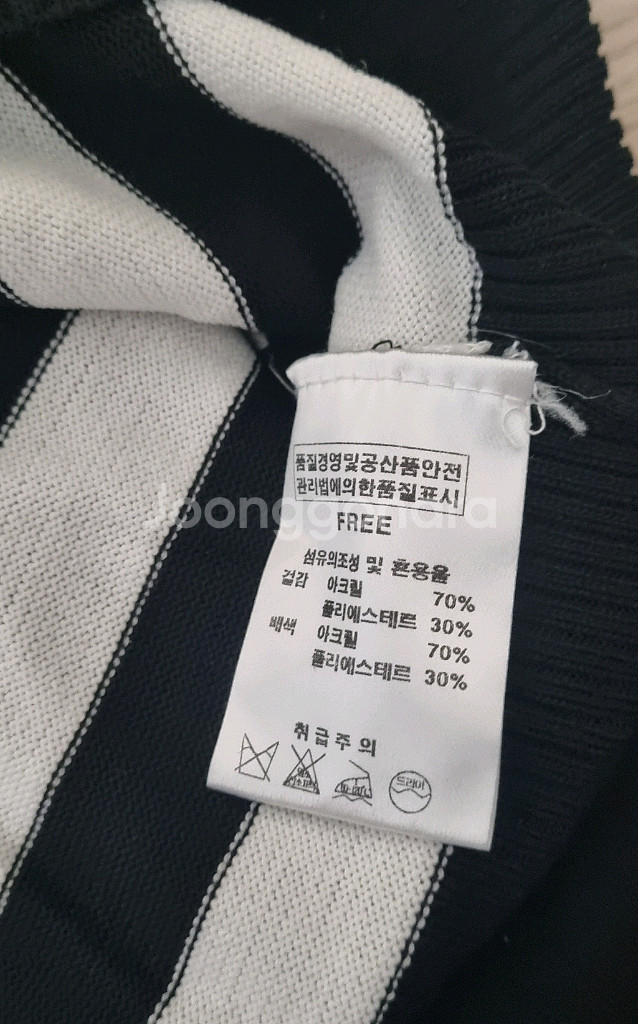 품질경영및공산품안전
관리법에의한품질표시
joonggonara
FREE
섬유의조성 및 혼용율
겉감 아크릴 70%
폴리에스테르 30%
배색 아크릴 70%
폴리에스테르 30%
취급주의
드라이